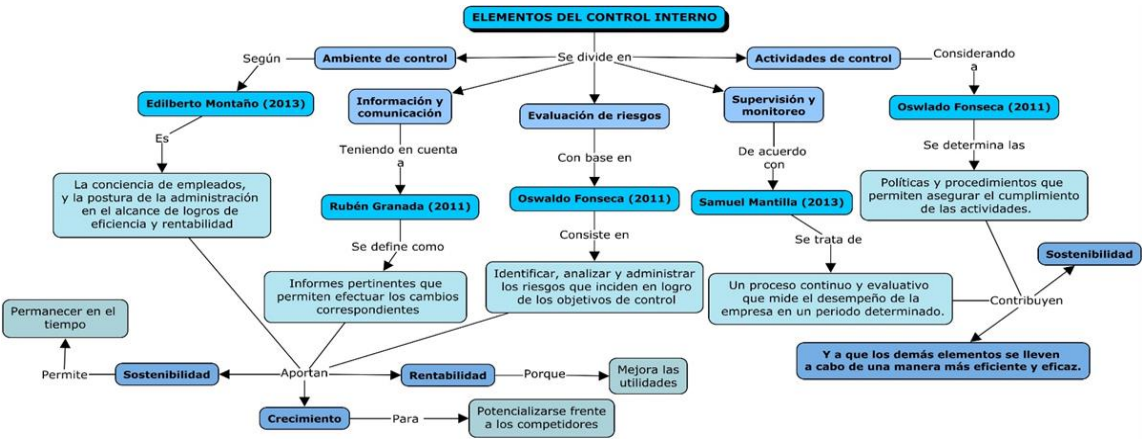 ELEMENTOS DEL CONTROL INTERNO
Según
Ambiente de control
Se divide en
Actividades de control
Considerando
a
Edilberto Montaño (2013)
Información y
comunicación
Evaluación de riesgos
Supervisión y
monitoreo
Oswlado Fonseca (2011)
Es
Teniendo en cuenta
a
Con base en
De acuerdo
con
Se determina las
La conciencia de empleados,
y la postura de la administración
en el alcance de logros de
eficiencia y rentabilidad
Rubén Granada (2011)
Oswaldo Fonseca (2011)
Samuel Mantilla (2013)
Políticas y procedimientos que
permiten asegurar el cumplimiento
de las actividades.
Se define como
Consiste en
Se trata de
Sostenibilidad
Informes pertinentes que
permiten efectuar los cambios
correspondientes
Identificar, analizar y administrar
los riesgos que inciden en logro
de los objetivos de control
Un proceso continuo y evaluativo
que mide el desempeño de la
empresa en un periodo determinado.
Contribuyen
Permanecer en el
tiempo
Y a que los demás elementos se lleven
a cabo de una manera más eficiente y eficaz.
Permite
Sostenibilidad
Aportan
Rentabilidad
Porque
Mejora las
utilidades
Crecimiento
Para
Potencializarse frente
a los competidores